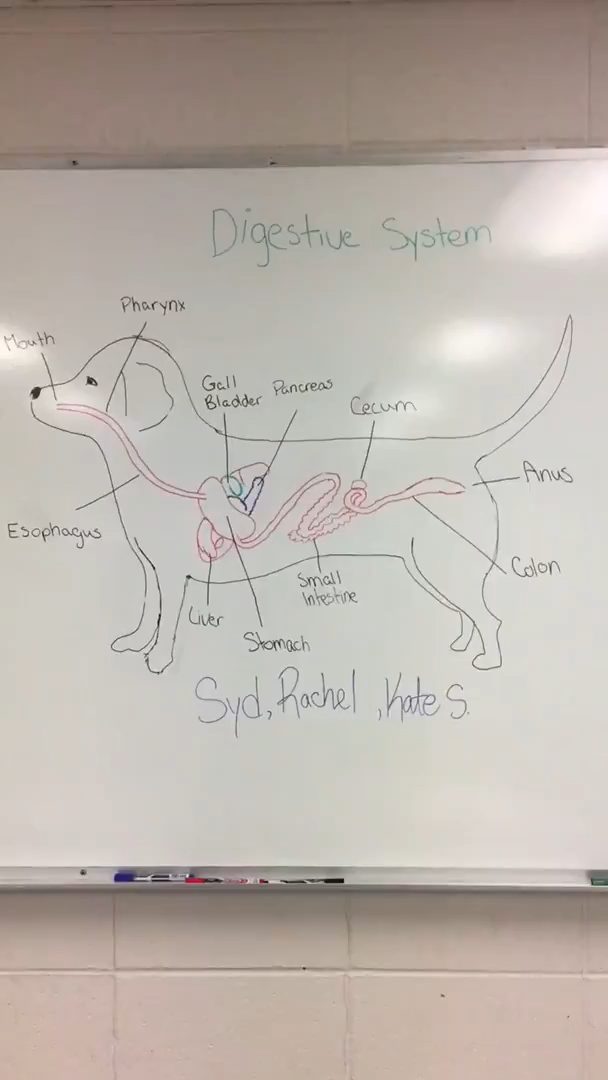 Digestive System
Pharynx
Mouth
Gall
Bladder
Pancreas
Cecum
Anus
Esophagus
Colon
Small
Intestine
Liver
Stomach
Syd, Rachel, Kate S.